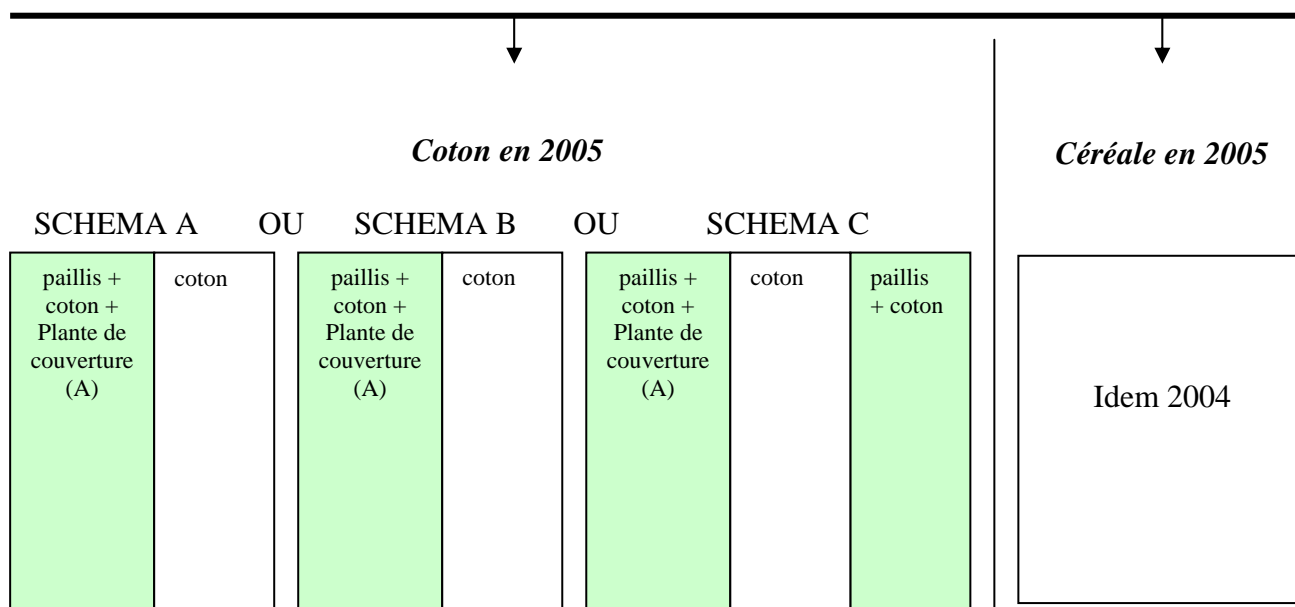 Coton en 2005
Céréale en 2005
SCHEMA A OU SCHEMA B OU SCHEMA C
paillis +
coton +
Plante de
couverture
(A)
coton
paillis +
coton +
Plante de
couverture
(A)
coton
paillis +
coton +
Plante de
couverture
(A)
coton
paillis
+ coton
Idem 2004